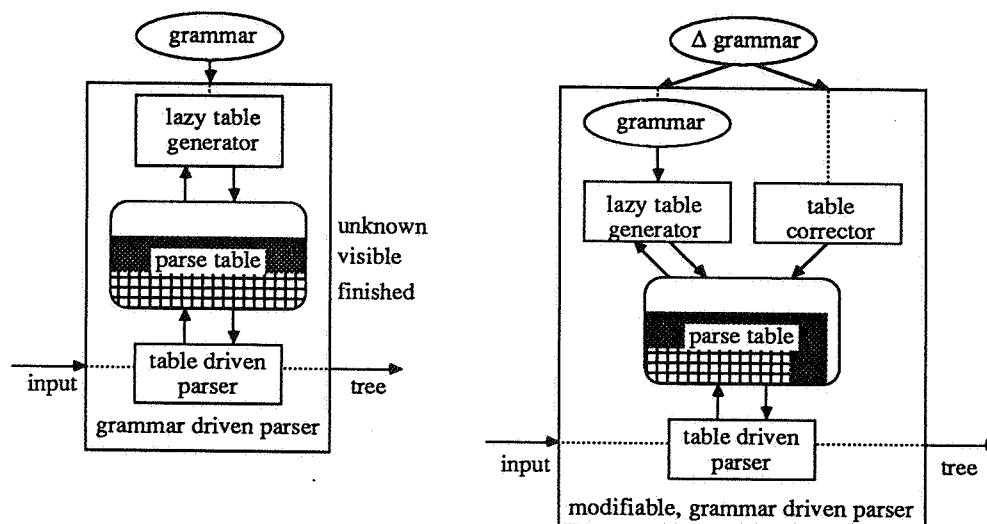 grammar
lazy table
generator
unknown
visible
parse table
finished
table driven
parser
input
tree
grammar driven parser
Δ grammar
grammar
lazy table
generator
table
corrector
parse table
table driven
parser
input
tree
modifiable, grammar driven parser